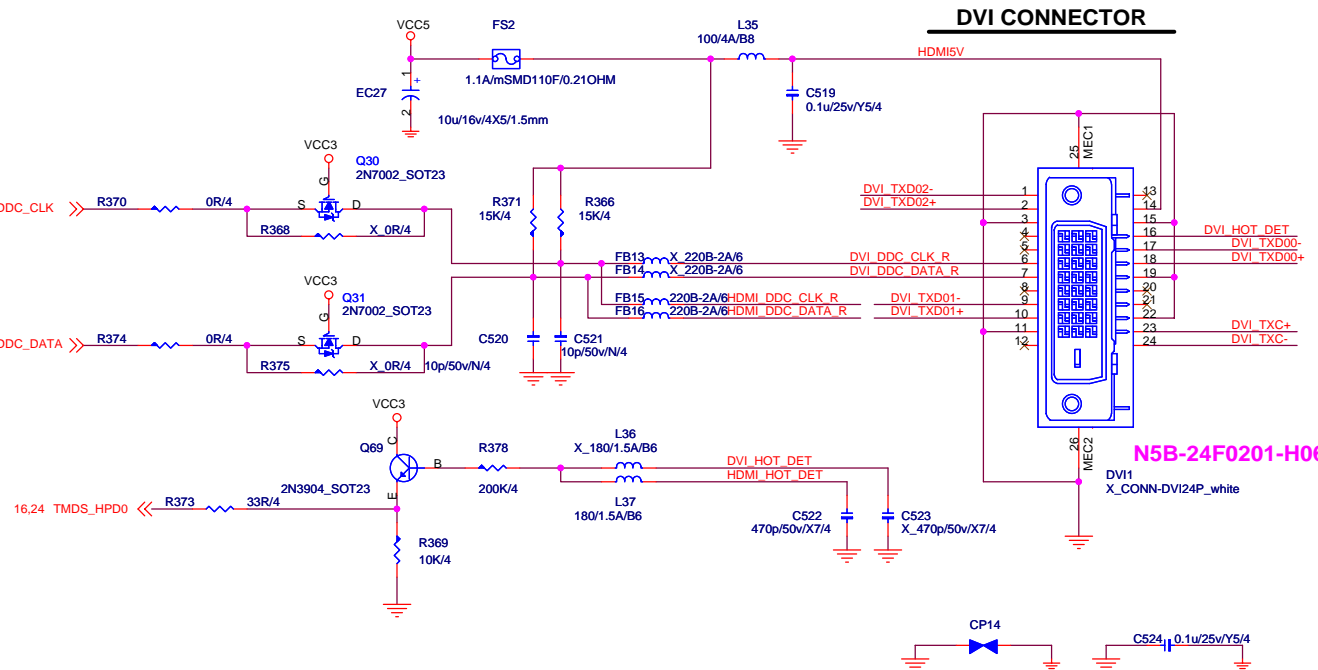 DVI CONNECTOR
VCC5
FS2
L35
100/4A/B8
HDMI5V
1.1A/mSMD110F/0.21OHM
1
+
EC27
2
10u/16v/4X5/1.5mm
C519
0.1u/25v/Y5/4
VCC3
Q30
2N7002_SOT23
G
S
D
DDC_CLK
R370
0R/4
R368
X_0R/4
R371
15K/4
R366
15K/4
FB13
X_220B-2A/6
DVI_DDC_CLK_R
FB14
X_220B-2A/6
DVI_DDC_DATA_R
FB15
220B-2A/6
HDMI_DDC_CLK_R
FB16
220B-2A/6
HDMI_DDC_DATA_R
VCC3
Q31
2N7002_SOT23
G
S
D
DDC_DATA
R374
0R/4
R375
X_0R/4
C520
10p/50v/N/4
C521
10p/50v/N/4
DVI_TXD02-
DVI_TXD02+
DVI_TXD01-
DVI_TXD01+
25
MEC1
1
2
3
4
5
6
7
8
9
10
11
12
13
14
15
16
17
18
19
20
21
22
23
24
DVI_HOT_DET
DVI_TXD00-
DVI_TXD00+
DVI_TXC+
DVI_TXC-
26
MEC2
N5B-24F0201-H06
DVI1
X_CONN-DVI24P_white
VCC3
Q69
C
B
E
2N3904_SOT23
R378
200K/4
L36
X_180/1.5A/B6
DVI_HOT_DET
HDMI_HOT_DET
L37
180/1.5A/B6
16,24 TMDS_HPD0
R373
33R/4
R369
10K/4
C522
470p/50v/X7/4
C523
X_470p/50v/X7/4
CP14
C524
0.1u/25v/Y5/4